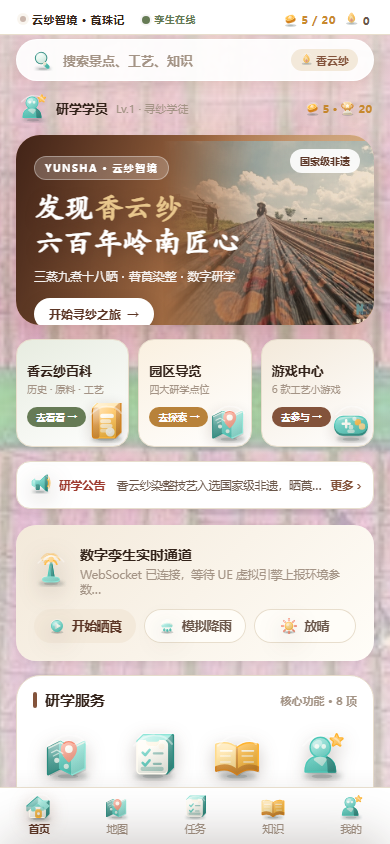 云纱智境·首珠记
孪生在线
5 / 20
0
搜索景点、工艺、知识
香云纱
研学学员
Lv.1 · 寻纱学徒
5 •
20
YUNSHA • 云纱智境
国家级非遗
发现香云纱
六百年岭南匠心
三蒸九煮十八晒 · 薯莨染整 · 数字研学
开始寻纱之旅 →
香云纱百科
历史 · 原料 · 工艺
去看看 →
园区导览
四大研学点位
去探索 →
游戏中心
6 款工艺小游戏
去参与 →
研学公告
香云纱染整技艺入选国家级非遗，晒莨...
更多 ›
数字孪生实时通道
WebSocket 已连接，等待 UE 虚拟引擎上报环境参
数...
开始晒莨
模拟降雨
放晴
研学服务
核心功能 • 8 项
首页
地图
任务
知识
我的